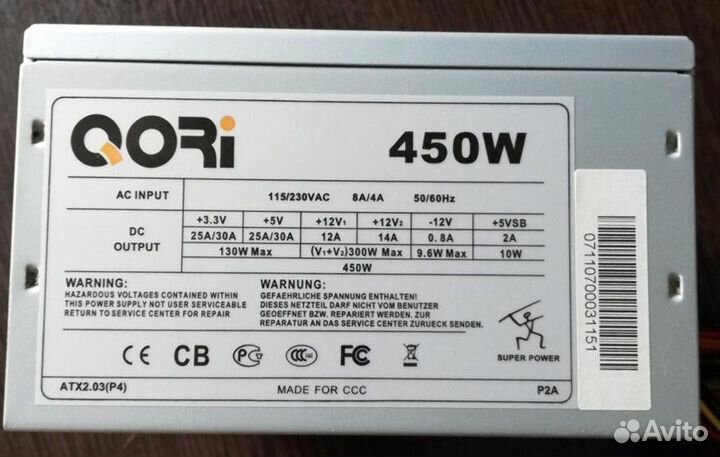 QORi
450W
AC INPUT 115/230VAC 8A/4A 50/60Hz
DC OUTPUT
+3.3V +5V +12V₁ +12V₂ -12V +5VSB
25A/30A 25A/30A 12A 14A 0.8A 2A
130W Max (V₁+V₂)300W Max 9.6W Max 10W
450W
WARNING:
HAZARDOUS VOLTAGES CONTAINED WITHIN
THIS POWER SUPPLY NOT USER SERVICEABLE
RETURN TO SERVICE CENTER FOR REPAIR
WARNUNG:
GEFAEHRLICHE SPANNUNG ENTHALTEN!
DIESES NETZTEIL DARF NICHT VOM BENUTZER
GEOEFFNET BZW. REPARIERT WERDEN. ZUR
REPARATUR AN DAS SERVICE CENTER ZURUECK SENDEN.
CE CB PC CCC FC
SUPER POWER
ATX2.03(P4) MADE FOR CCC P2A
07110700031151
Avito